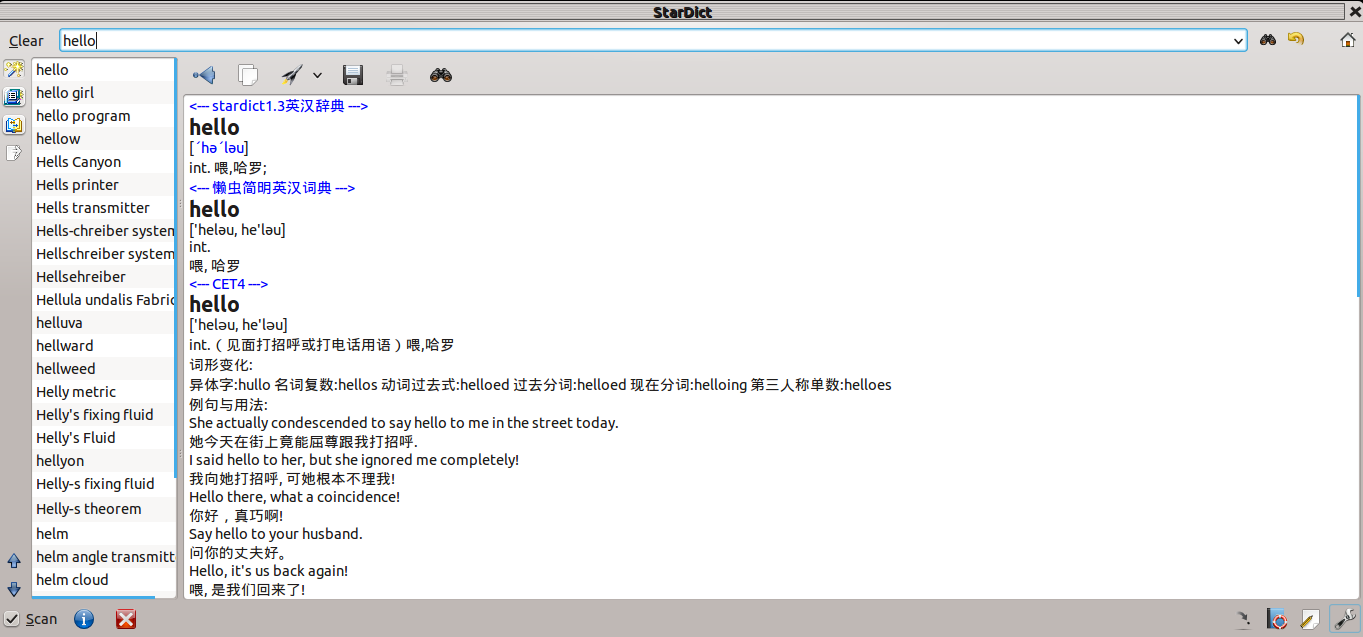 StarDict
Clear
hello
hello
hello girl
hello program
hellow
Hells Canyon
Hells printer
Hells transmitter
Hells-chreiber system
Hellschreiber system
Hellsehreiber
Hellula undalis Fabric
helluva
hellward
hellweed
Helly metric
Helly's fixing fluid
Helly's Fluid
hellyon
Helly-s fixing fluid
Helly-s theorem
helm
helm angle transmitt
helm cloud
<--- stardict1.3英汉辞典 --->
hello
[ˊhəˊləu]
int. 喂,哈罗;
<--- 懒虫简明英汉词典 --->
hello
['heləu, he'ləu]
int.
喂, 哈罗
<--- CET4 --->
hello
['heləu, he'ləu]
int.（见面打招呼或打电话用语）喂,哈罗
词形变化:
异体字:hullo 名词复数:hellos 动词过去式:helloed 过去分词:helloed 现在分词:helloing 第三人称单数:helloes
例句与用法:
She actually condescended to say hello to me in the street today.
她今天在街上竟能屈尊跟我打招呼.
I said hello to her, but she ignored me completely!
我向她打招呼, 可她根本不理我!
Hello there, what a coincidence!
你好，真巧啊!
Say hello to your husband.
问你的丈夫好。
Hello, it's us back again!
喂, 是我们回来了!
Scan